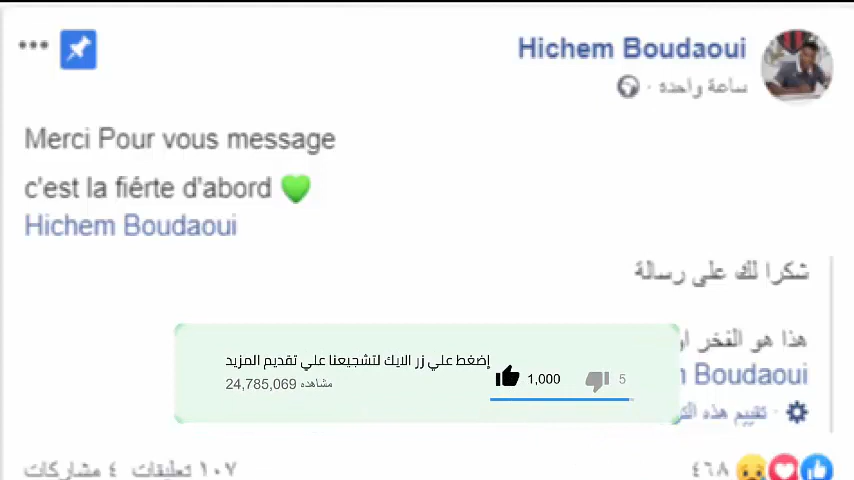 Hichem Boudaoui
ساعة واحدة ·
Merci Pour vous message
c'est la fiérte d'abord 💚
Hichem Boudaoui
شكرا لك على رسالة
هذا هو الفخر
Boudaoui
تقييم هذه
إضغط علي زر الايك لتشجيعنا علي تقديم المزيد
24,785,069 مشاهده
1,000
5
٤٦٨
١٠٧ تعليقات ٤ مشاركات